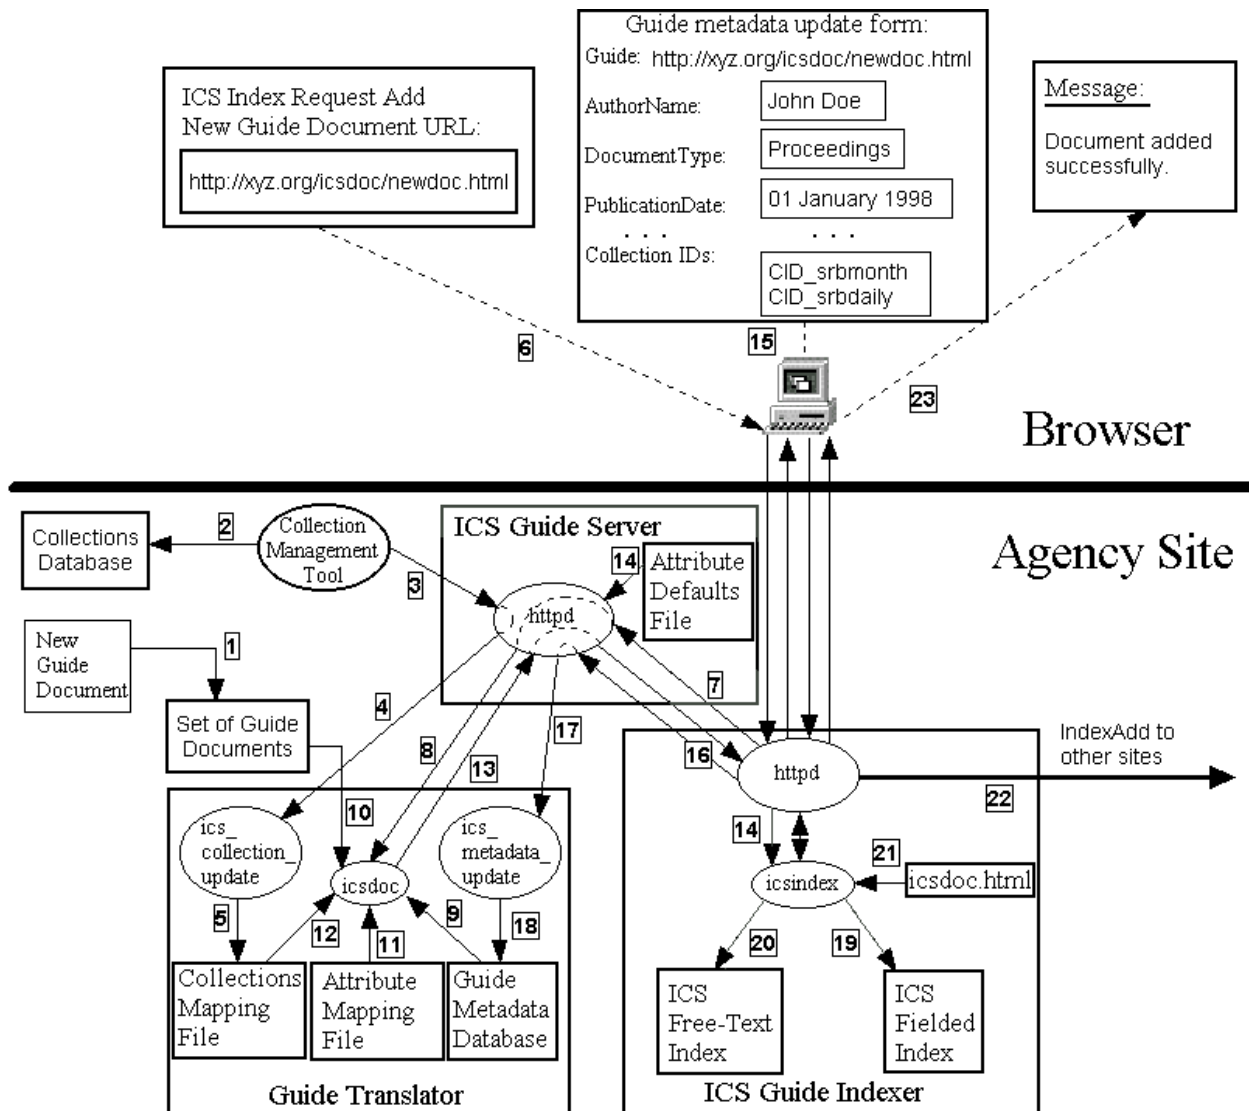 Guide metadata update form:
Guide: http://xyz.org/icsdoc/newdoc.html
AuthorName: John Doe
DocumentType: Proceedings
PublicationDate: 01 January 1998
. . . . . .
Collection IDs: CID_srbmonth
CID_srbdaily
ICS Index Request Add
New Guide Document URL:
http://xyz.org/icsdoc/newdoc.html
Message:
Document added
successfully.
6
15
23
Browser
Agency Site
Collections
Database
2
Collection
Management
Tool
3
ICS Guide Server
httpd
14
Attribute
Defaults
File
New
Guide
Document
1
Set of Guide
Documents
4
8
13
17
7
16
10
httpd
IndexAdd to
other sites
22
ics_
collection_
update
icsdoc
ics_
metadata_
update
5
12
11
9
18
Collections
Mapping
File
Attribute
Mapping
File
Guide
Metadata
Database
Guide Translator
14
icsindex
21
icsdoc.html
20
19
ICS
Free-Text
Index
ICS
Fielded
Index
ICS Guide Indexer